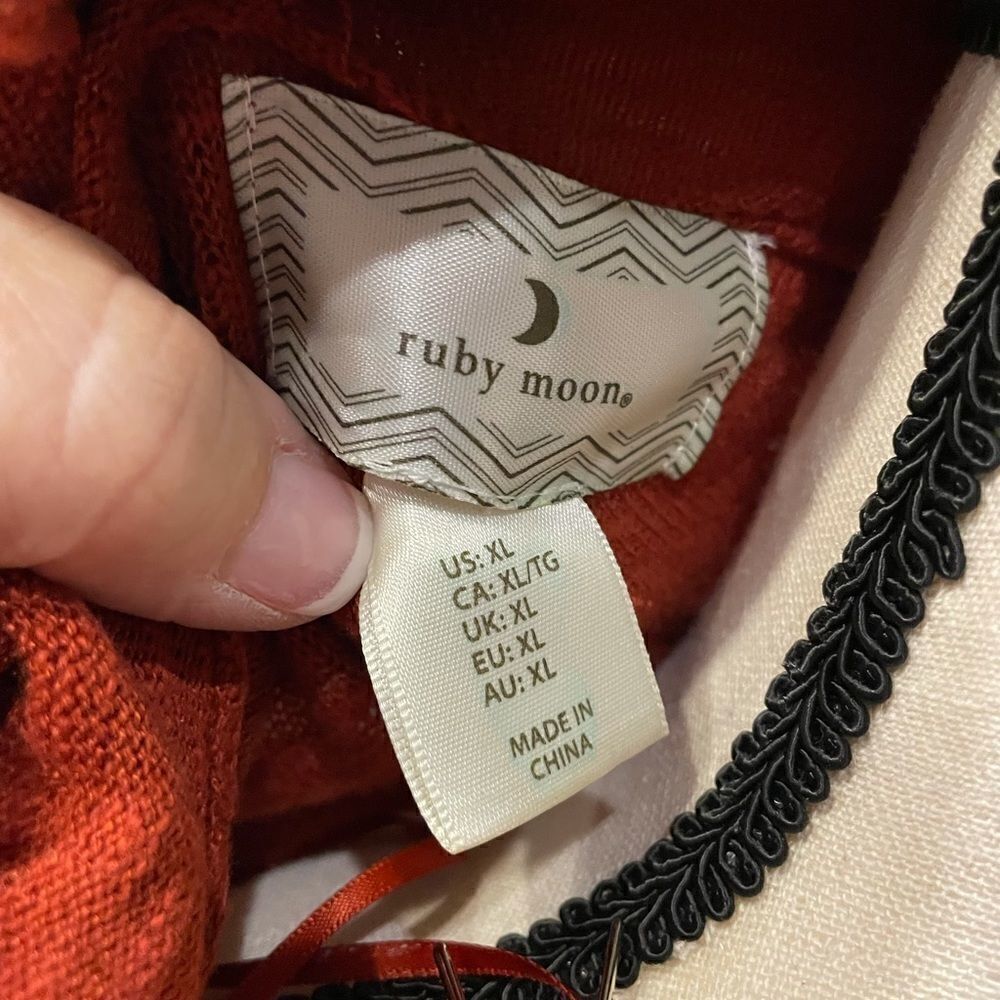 ruby moon®
US: XL
CA: XL/TG
UK: XL
EU: XL
AU: XL
MADE IN
CHINA